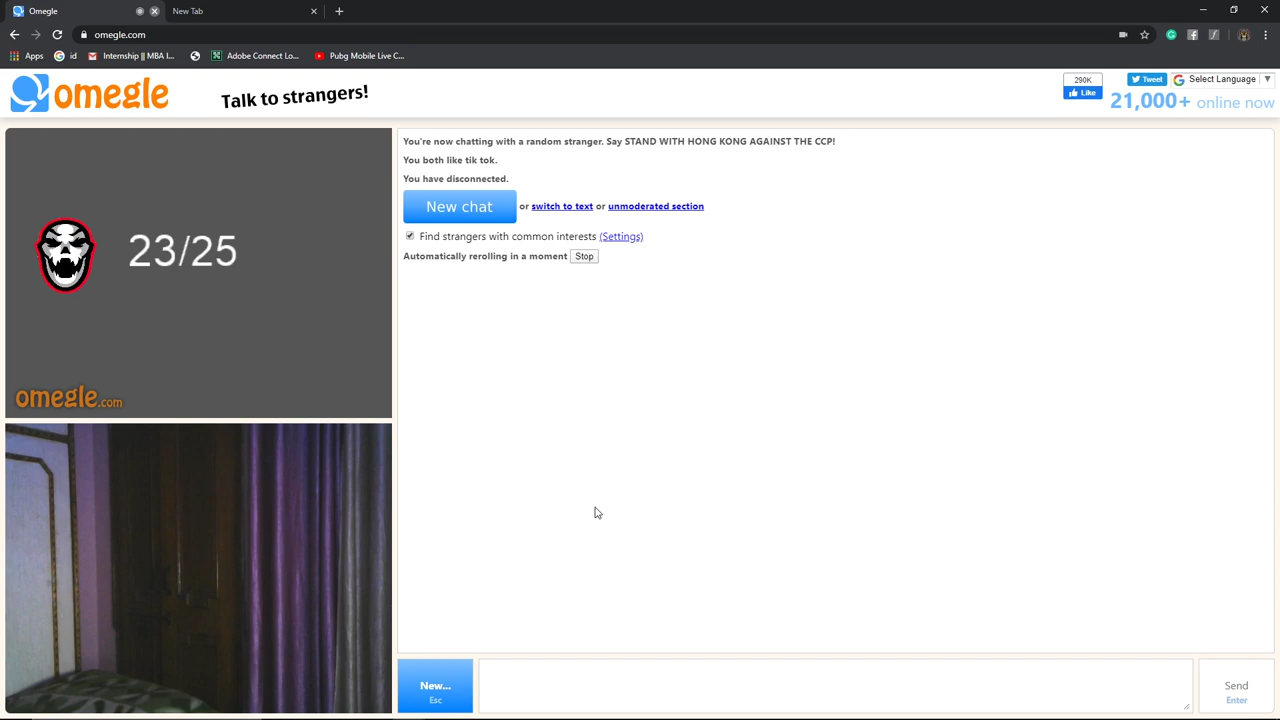 Omegle
New Tab
omegle.com
Apps
id
Internship || MBA I...
Adobe Connect Lo...
Pubg Mobile Live C...
omegle
Talk to strangers!
290K
Like
Tweet
Select Language
21,000+ online now
23/25
omegle.com
You're now chatting with a random stranger. Say STAND WITH HONG KONG AGAINST THE CCP!
You both like tik tok.
You have disconnected.
New chat or switch to text or unmoderated section
Find strangers with common interests (Settings)
Automatically rerolling in a moment Stop
New...
Esc
Send
Enter